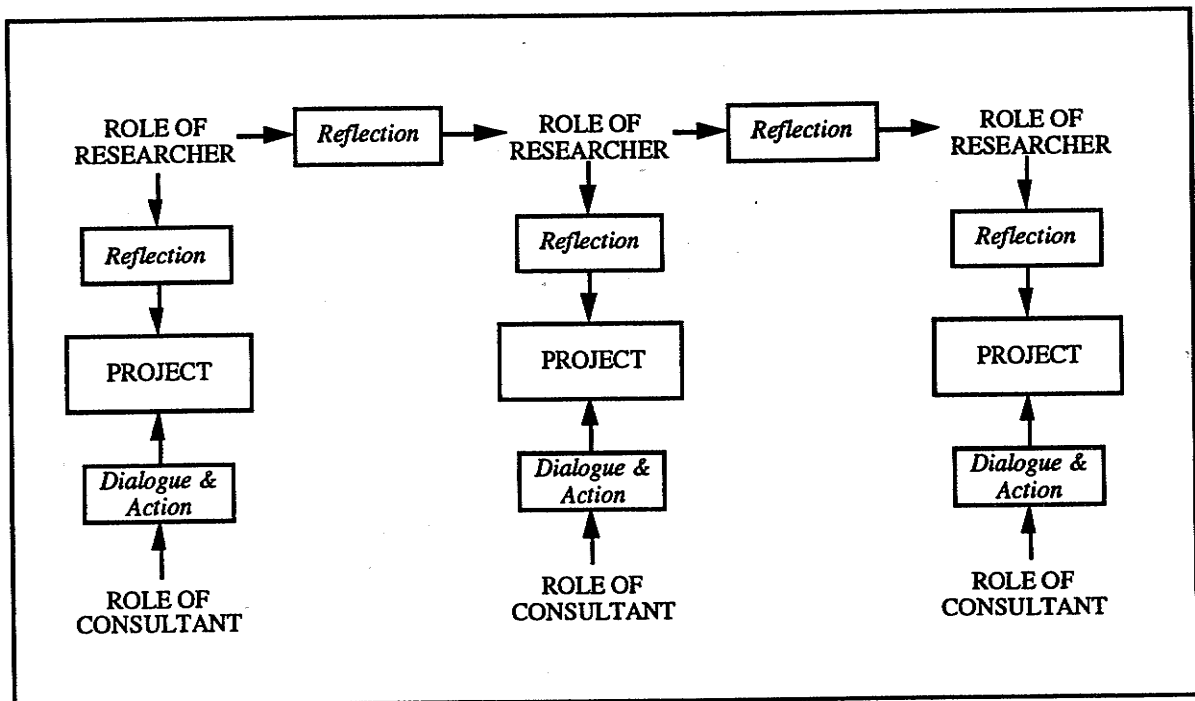 ROLE OF
RESEARCHER
Reflection
ROLE OF
RESEARCHER
Reflection
ROLE OF
RESEARCHER
Reflection
Reflection
Reflection
PROJECT
PROJECT
PROJECT
Dialogue &
Action
Dialogue &
Action
Dialogue &
Action
ROLE OF
CONSULTANT
ROLE OF
CONSULTANT
ROLE OF
CONSULTANT